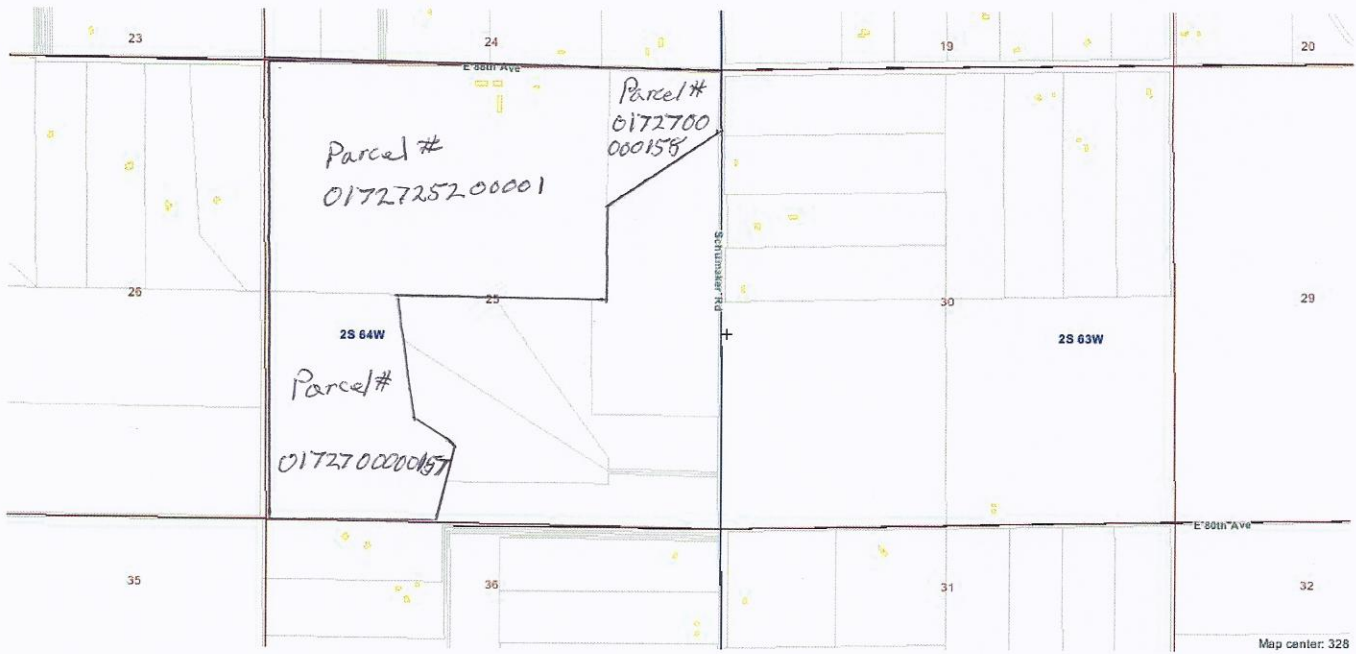 23
24
19
20
E 88th Ave
Parcel #
0172700
000158
Parcel #
0172725200001
Schumaker Rd
26
25
30
29
2S 64W
2S 63W
Parcel #
0172700000157
E 80th Ave
35
36
31
32
Map center: 328